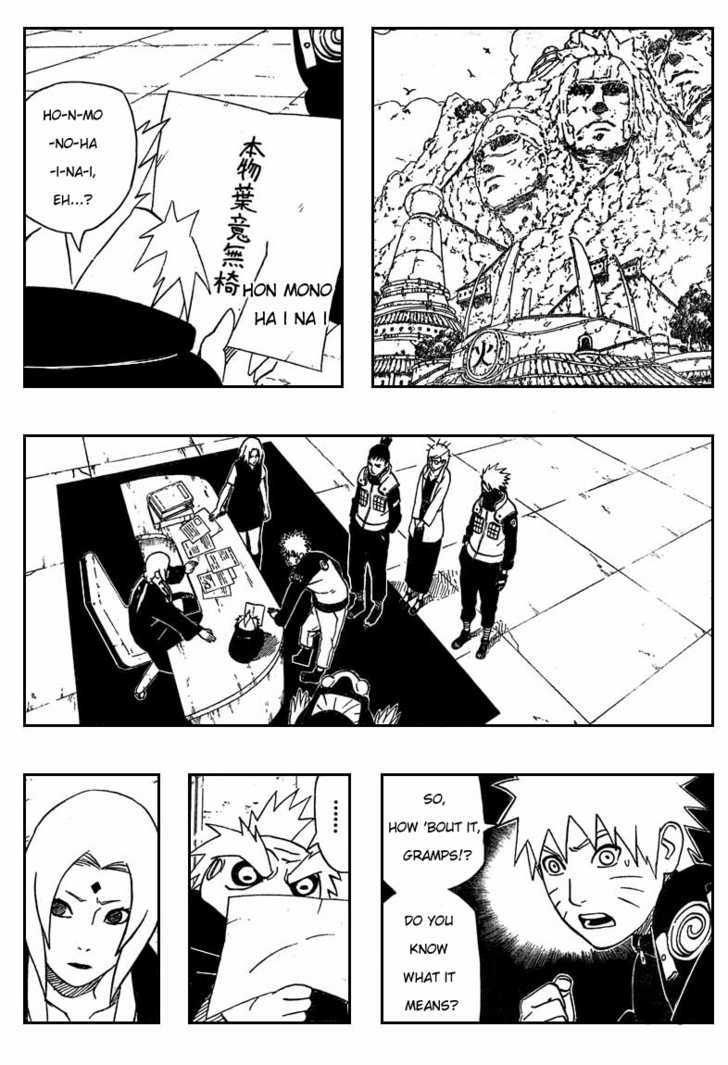 火
本物葉意無椅
HON MONO
HA I NA I
HO-N-MO
-NO-HA
-I-NA-I,
EH...?
SO,
HOW 'BOUT IT,
GRAMPS!?
DO YOU
KNOW
WHAT IT
MEANS?
........